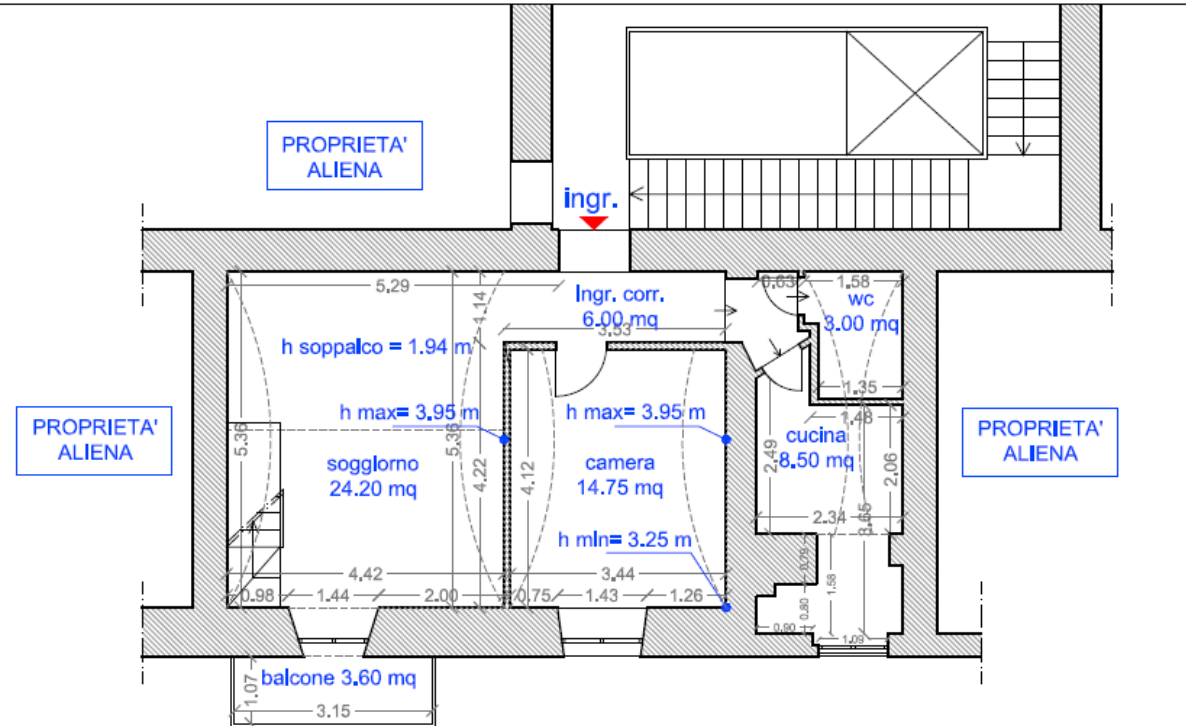 PROPRIETA'
ALIENA
ingr.
5.29
1.14
Ingr. corr.
6.00 mq
3.53
0.63
1.58
wc
3.00 mq
1.35
h soppalco = 1.94 m
h max= 3.95 m
h max= 3.95 m
PROPRIETA'
ALIENA
5.36
5.36
soggiorno
24.20 mq
4.22
4.12
camera
14.75 mq
1.48
cucina
8.50 mq
2.49
2.06
2.34
3.65
PROPRIETA'
ALIENA
h min= 3.25 m
4.42
3.44
0.98
1.44
2.00
0.75
1.43
1.26
0.79
1.58
0.80
0.90
1.09
balcone 3.60 mq
1.07
3.15